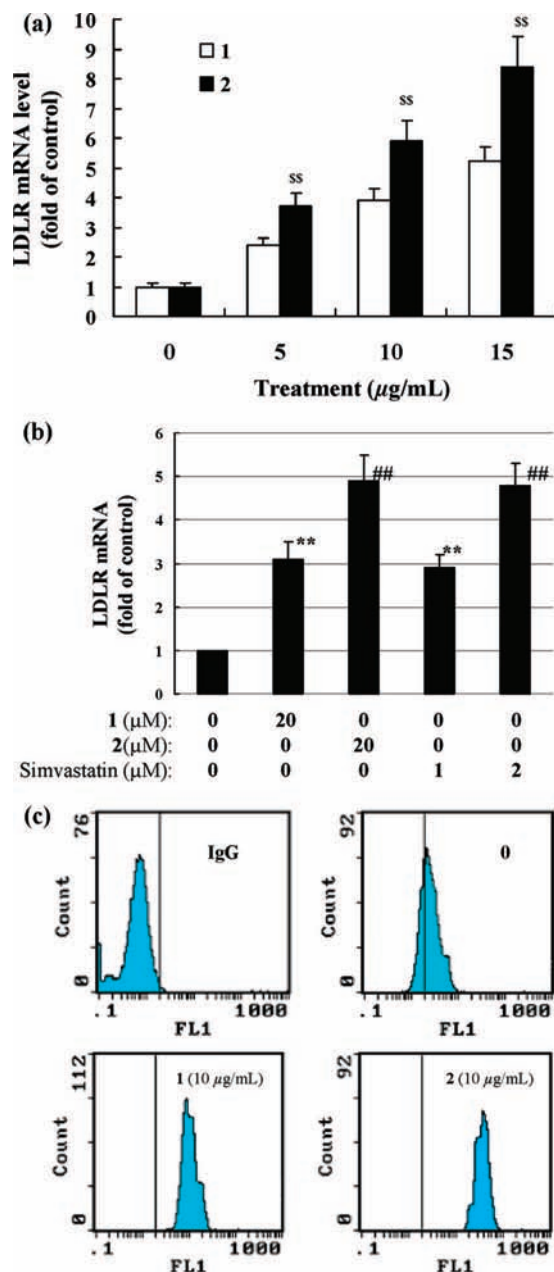 (a)
LDLR mRNA level
(fold of control)
10
9
8
7
6
5
4
3
2
1
0
1
2
$$
$$
$$
0 5 10 15
Treatment (µg/mL)
(b)
LDLR mRNA
(fold of control)
6
5
4
3
2
1
0
**
##
**
##
1 (µM): 0 20 0 0 0
2(µM): 0 0 20 0 0
Simvastatin (µM): 0 0 0 1 2
(c)
76
Count
0
IgG
.1 1000
FL1
92
Count
0
0
.1 1000
FL1
112
Count
0
1 (10 µg/mL)
.1 1000
FL1
92
Count
0
2 (10 µg/mL)
.1 1000
FL1